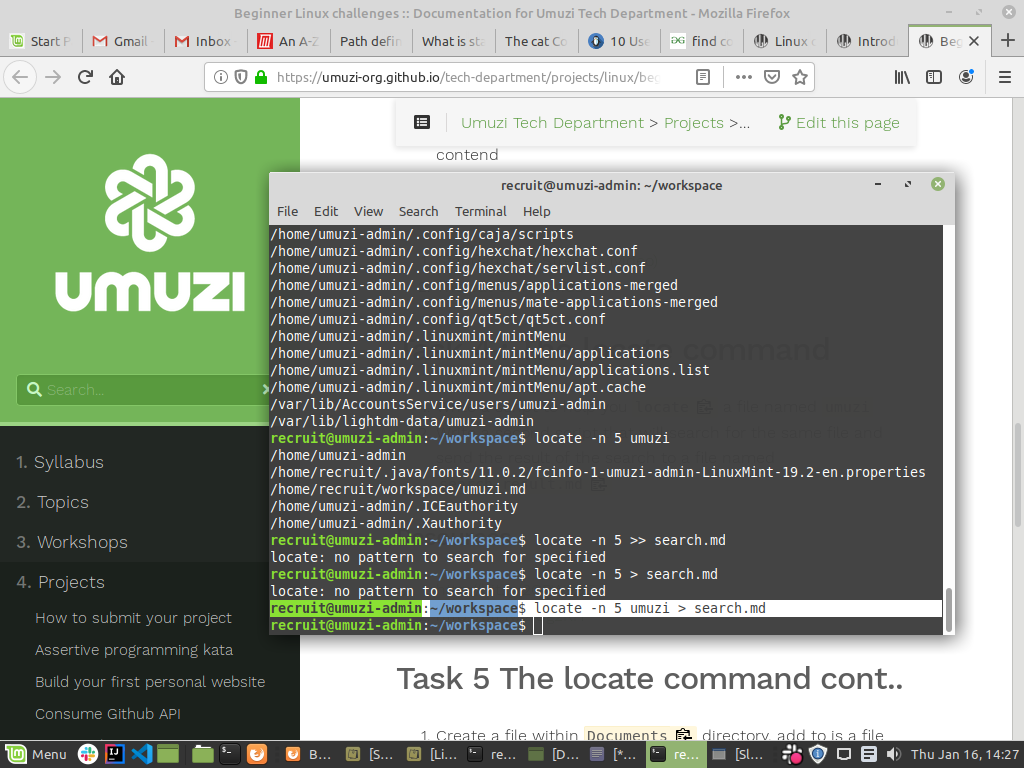 Beginner Linux challenges :: Documentation for Umuzi Tech Department - Mozilla Firefox
Start P
Gmail
Inbox
An A-Z
Path defin
What is sta
The cat Co
10 Use
find co
Linux c
Introd
Beg
https://umuzi-org.github.io/tech-department/projects/linux/beg
Umuzi Tech Department > Projects >...
Edit this page
contend
umuzi
Search...
1. Syllabus
2. Topics
3. Workshops
4. Projects
How to submit your project
Assertive programming kata
Build your first personal website
Consume Github API
recruit@umuzi-admin: ~/workspace
File Edit View Search Terminal Help
/home/umuzi-admin/.config/caja/scripts
/home/umuzi-admin/.config/hexchat/hexchat.conf
/home/umuzi-admin/.config/hexchat/servlist.conf
/home/umuzi-admin/.config/menus/applications-merged
/home/umuzi-admin/.config/menus/mate-applications-merged
/home/umuzi-admin/.config/qt5ct/qt5ct.conf
/home/umuzi-admin/.linuxmint/mintMenu
/home/umuzi-admin/.linuxmint/mintMenu/applications
/home/umuzi-admin/.linuxmint/mintMenu/applications.list
/home/umuzi-admin/.linuxmint/mintMenu/apt.cache
/var/lib/AccountsService/users/umuzi-admin
/var/lib/lightdm-data/umuzi-admin
recruit@umuzi-admin:~/workspace$ locate -n 5 umuzi
/home/umuzi-admin
/home/recruit/.java/fonts/11.0.2/fcinfo-1-umuzi-admin-LinuxMint-19.2-en.properties
/home/recruit/workspace/umuzi.md
/home/umuzi-admin/.ICEauthority
/home/umuzi-admin/.Xauthority
recruit@umuzi-admin:~/workspace$ locate -n 5 >> search.md
locate: no pattern to search for specified
recruit@umuzi-admin:~/workspace$ locate -n 5 > search.md
locate: no pattern to search for specified
recruit@umuzi-admin:~/workspace$ locate -n 5 umuzi > search.md
recruit@umuzi-admin:~/workspace$
locate command
Task 5 The locate command cont..
1. Create a file within Documents directory, add to is a file
Menu
B...
[S...
[Li...
re...
[D...
[*...
re...
[Sl...
Thu Jan 16, 14:27